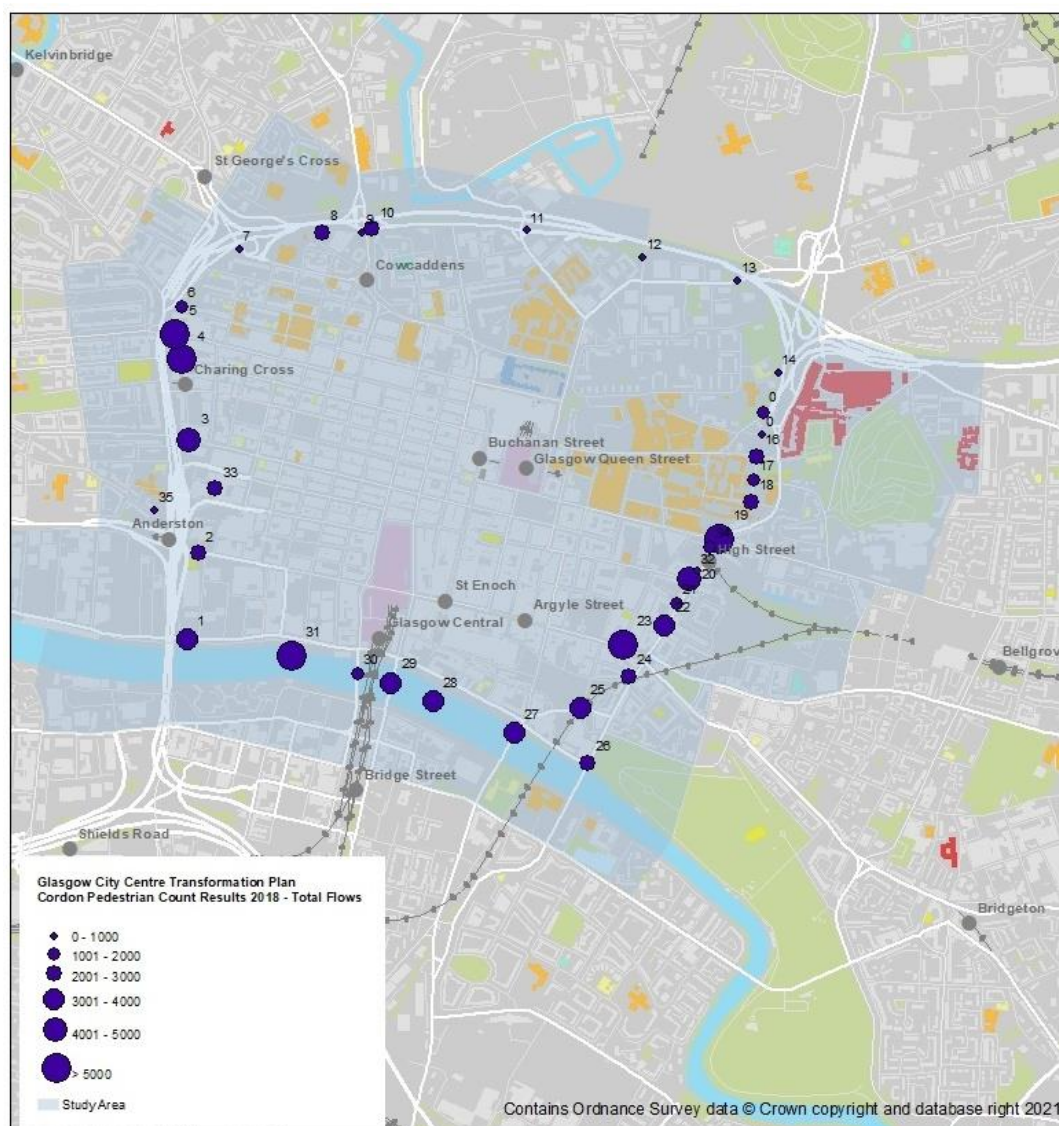 Kelvinbridge
St George's Cross
8
9
10
11
7
12
Cowcaddens
13
6
5
4
14
Charing Cross
0
0
3
16
Buchanan Street
17
Glasgow Queen Street
33
18
35
19
Anderston
2
High Street
32
20
St Enoch
22
Argyle Street
1
23
Glasgow Central
31
24
30
29
Bellgrov
28
25
27
26
Bridge Street
Shields Road
Glasgow City Centre Transformation Plan
Cordon Pedestrian Count Results 2018 - Total Flows
0 - 1000
1001 - 2000
2001 - 3000
3001 - 4000
4001 - 5000
> 5000
Study Area
Bridgeton
Contains Ordnance Survey data © Crown copyright and database right 2021